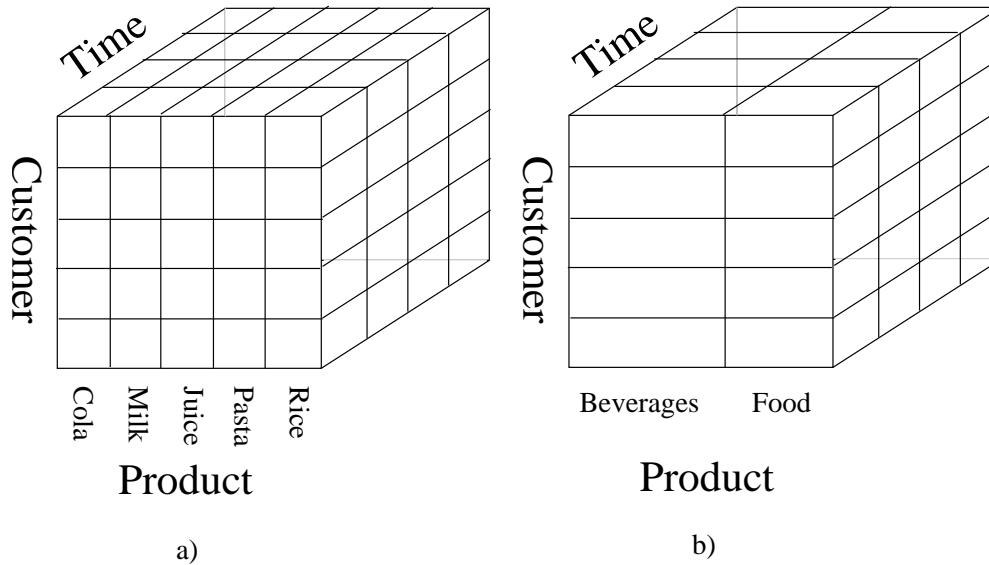 Time
Customer
Cola
Milk
Juice
Pasta
Rice
Product
a)
Time
Customer
Beverages Food
Product
b)